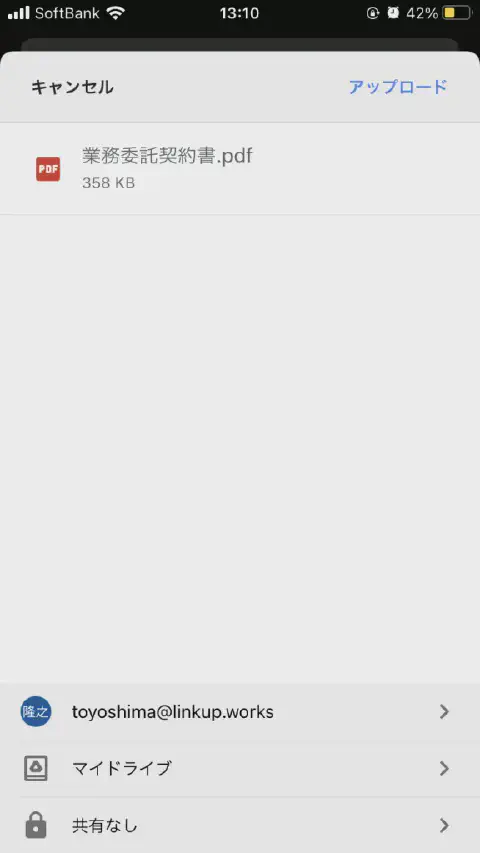 SoftBank 13:10 42%
キャンセル アップロード
PDF 業務委託契約書.pdf
358 KB
隆之 toyoshima@linkup.works
マイドライブ
共有なし